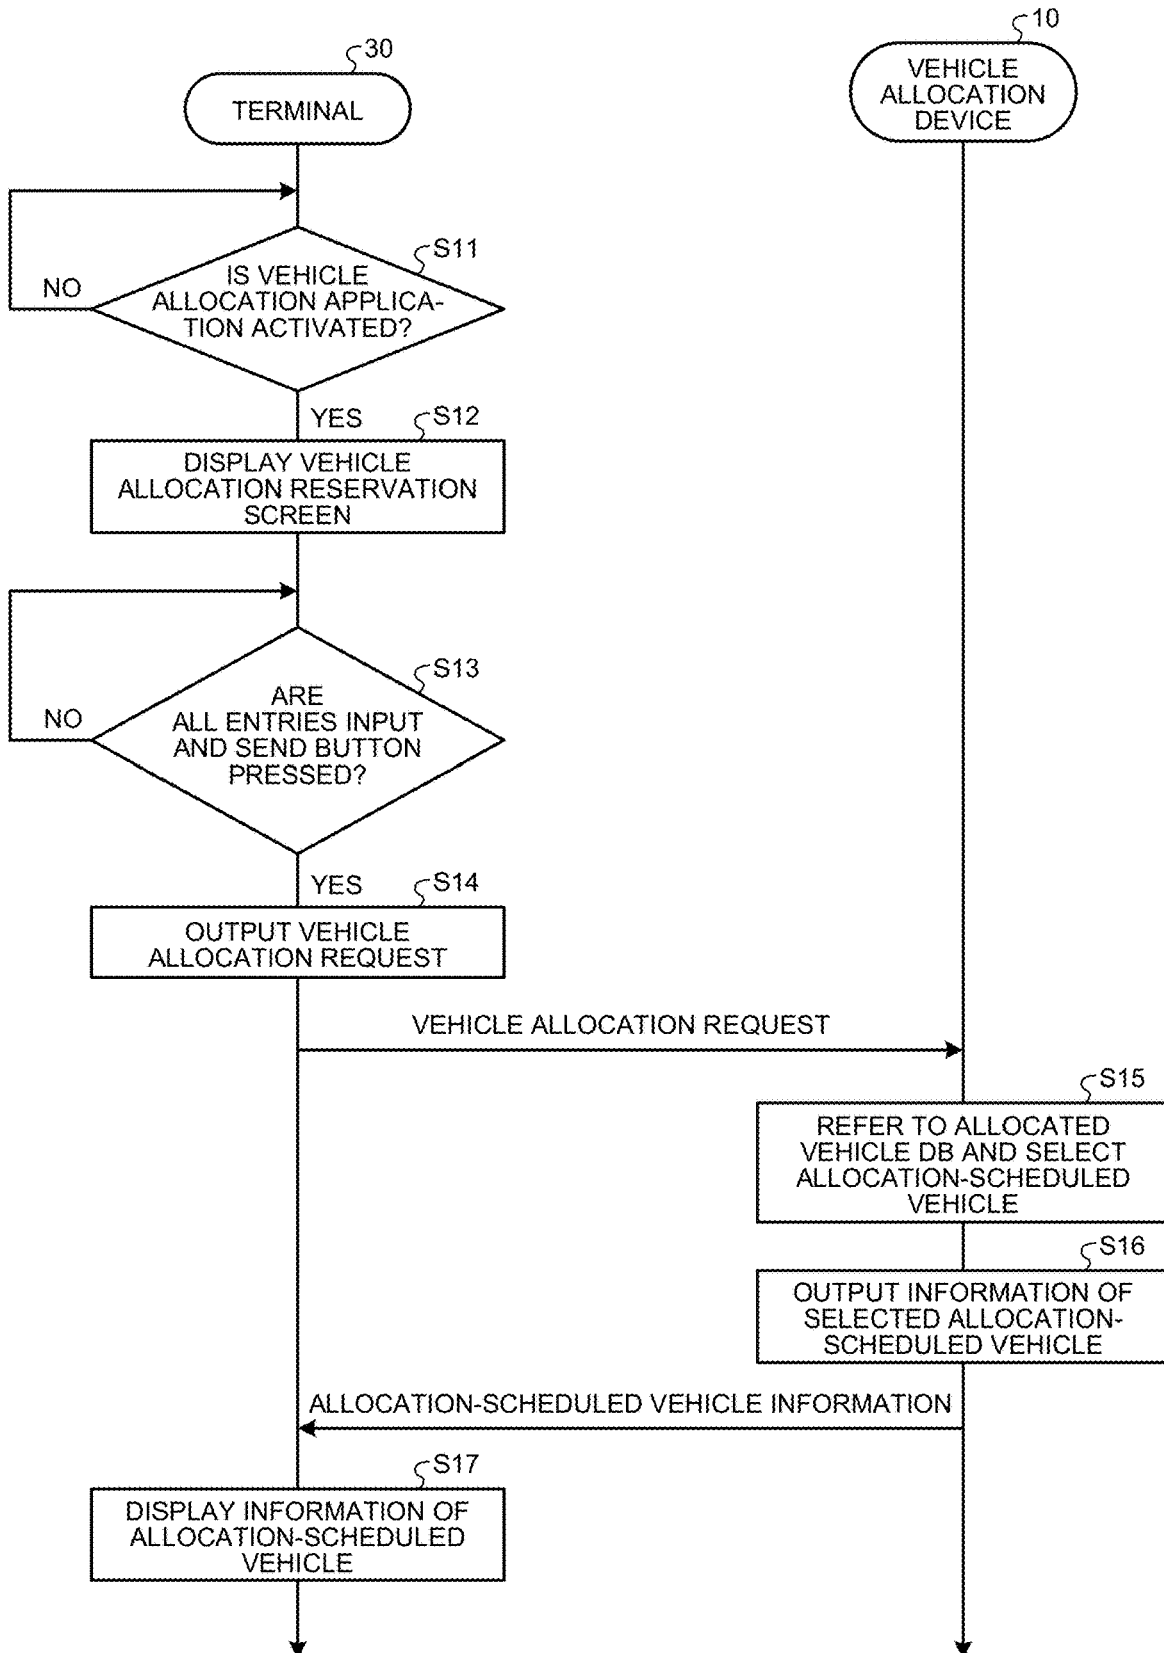 30
TERMINAL
10
VEHICLE
ALLOCATION
DEVICE
S11
IS VEHICLE
ALLOCATION APPLICA-
TION ACTIVATED?
NO
YES
S12
DISPLAY VEHICLE
ALLOCATION RESERVATION
SCREEN
S13
ARE
ALL ENTRIES INPUT
AND SEND BUTTON
PRESSED?
NO
YES
S14
OUTPUT VEHICLE
ALLOCATION REQUEST
VEHICLE ALLOCATION REQUEST
S15
REFER TO ALLOCATED
VEHICLE DB AND SELECT
ALLOCATION-SCHEDULED
VEHICLE
S16
OUTPUT INFORMATION OF
SELECTED ALLOCATION-
SCHEDULED VEHICLE
ALLOCATION-SCHEDULED VEHICLE INFORMATION
S17
DISPLAY INFORMATION OF
ALLOCATION-SCHEDULED
VEHICLE